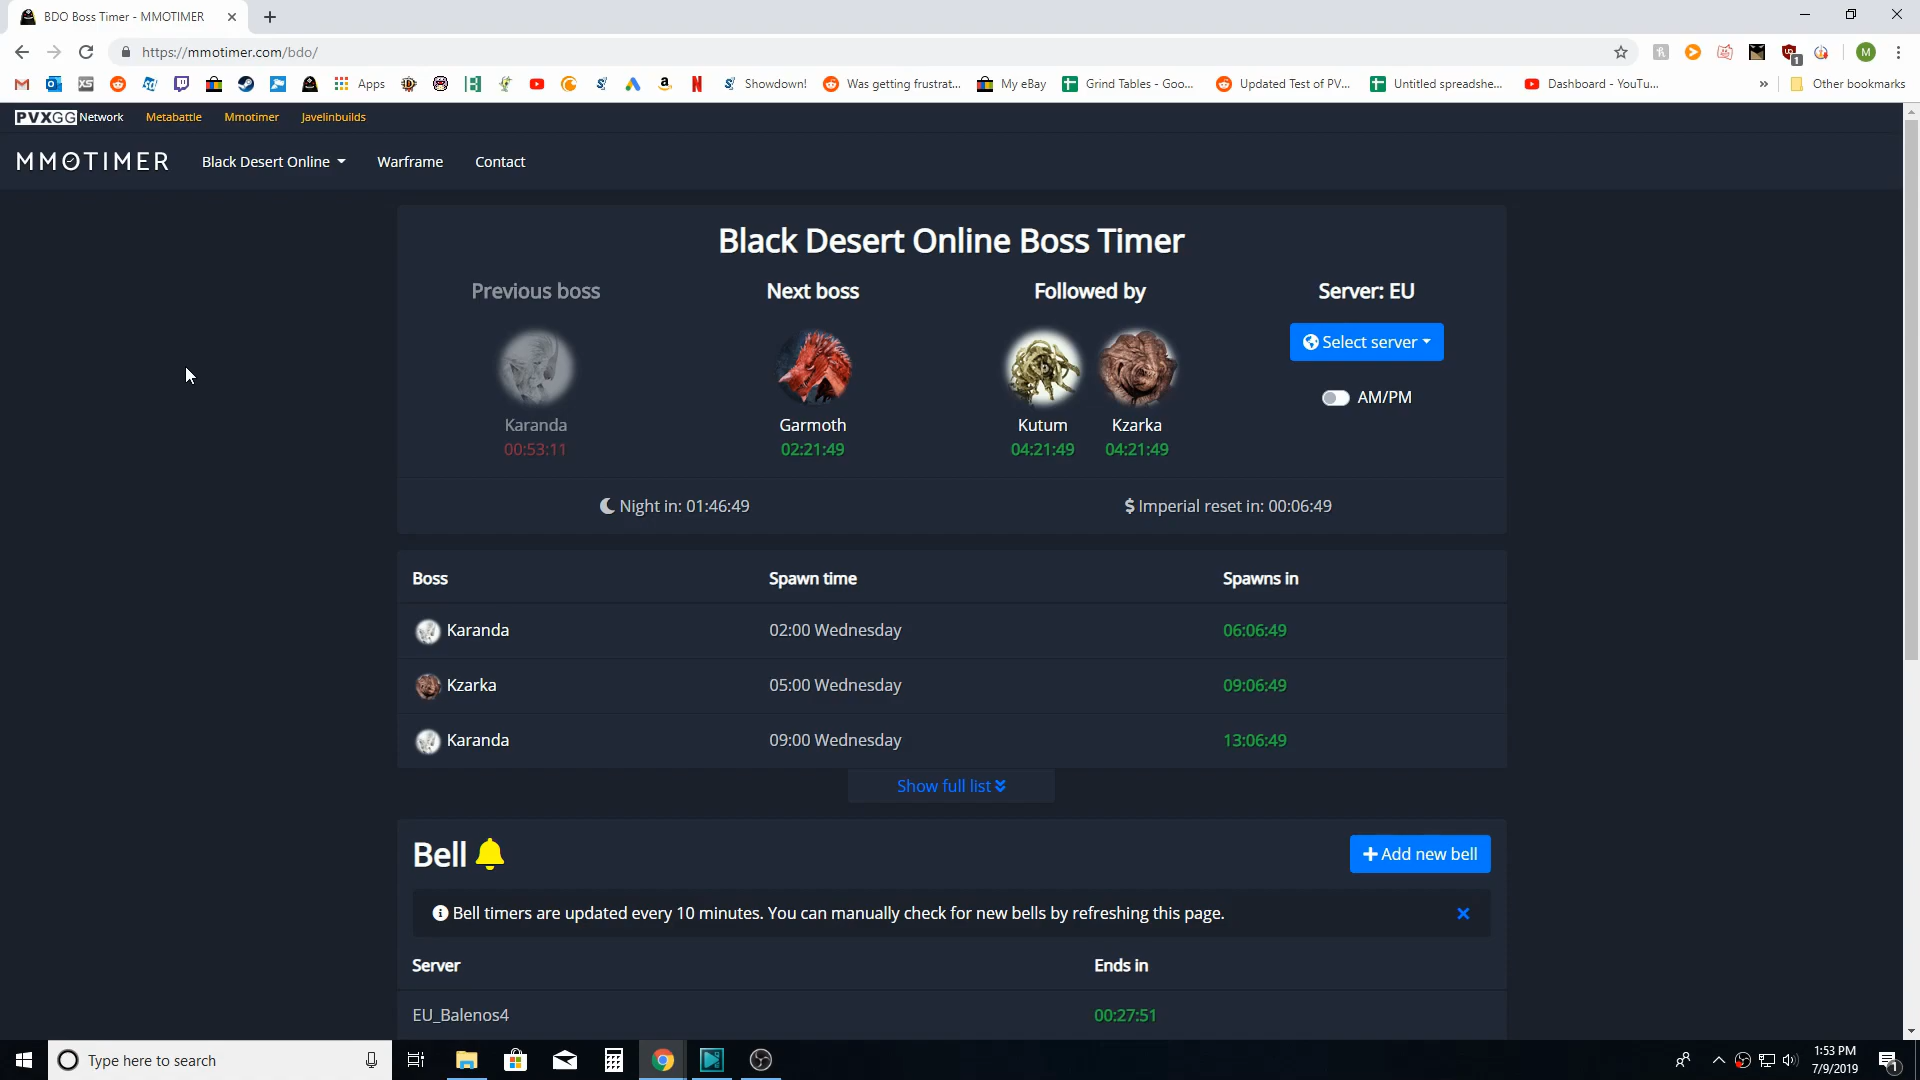 BDO Boss Timer - MMOTIMER
https://mmotimer.com/bdo/
Apps
Showdown!
Was getting frustrat...
My eBay
Grind Tables - Goo...
Updated Test of PV...
Untitled spreadshe...
Dashboard - YouTu...
Other bookmarks
PVXGG Network Metabattle Mmotimer Javelinbuilds
MMOTIMER Black Desert Online Warframe Contact
Black Desert Online Boss Timer
Previous boss Next boss Followed by Server: EU
Select server
AM/PM
Karanda Garmoth Kutum Kzarka
00:53:11 02:21:49 04:21:49 04:21:49
Night in: 01:46:49 $ Imperial reset in: 00:06:49
Boss Spawn time Spawns in
Karanda 02:00 Wednesday 06:06:49
Kzarka 05:00 Wednesday 09:06:49
Karanda 09:00 Wednesday 13:06:49
Show full list
Bell + Add new bell
Bell timers are updated every 10 minutes. You can manually check for new bells by refreshing this page.
Server Ends in
EU_Balenos4 00:27:51
Type here to search
1:53 PM
7/9/2019